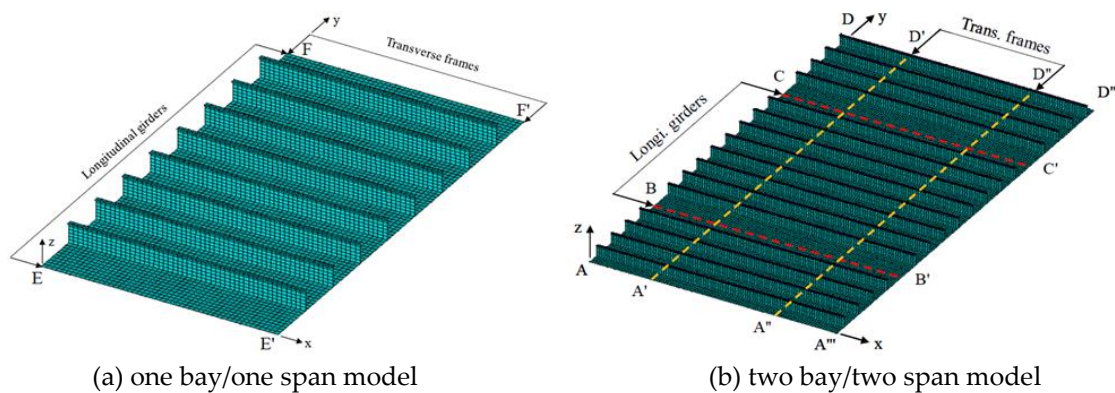 y
F
Transverse frames
F'
Longitudinal girders
z
E
E'
x
(a) one bay/one span model
D
y
D'
Trans. frames
D"
D"
C
Longi. girders
C'
B
z
A
B'
A'
A"
A'"
x
(b) two bay/two span model